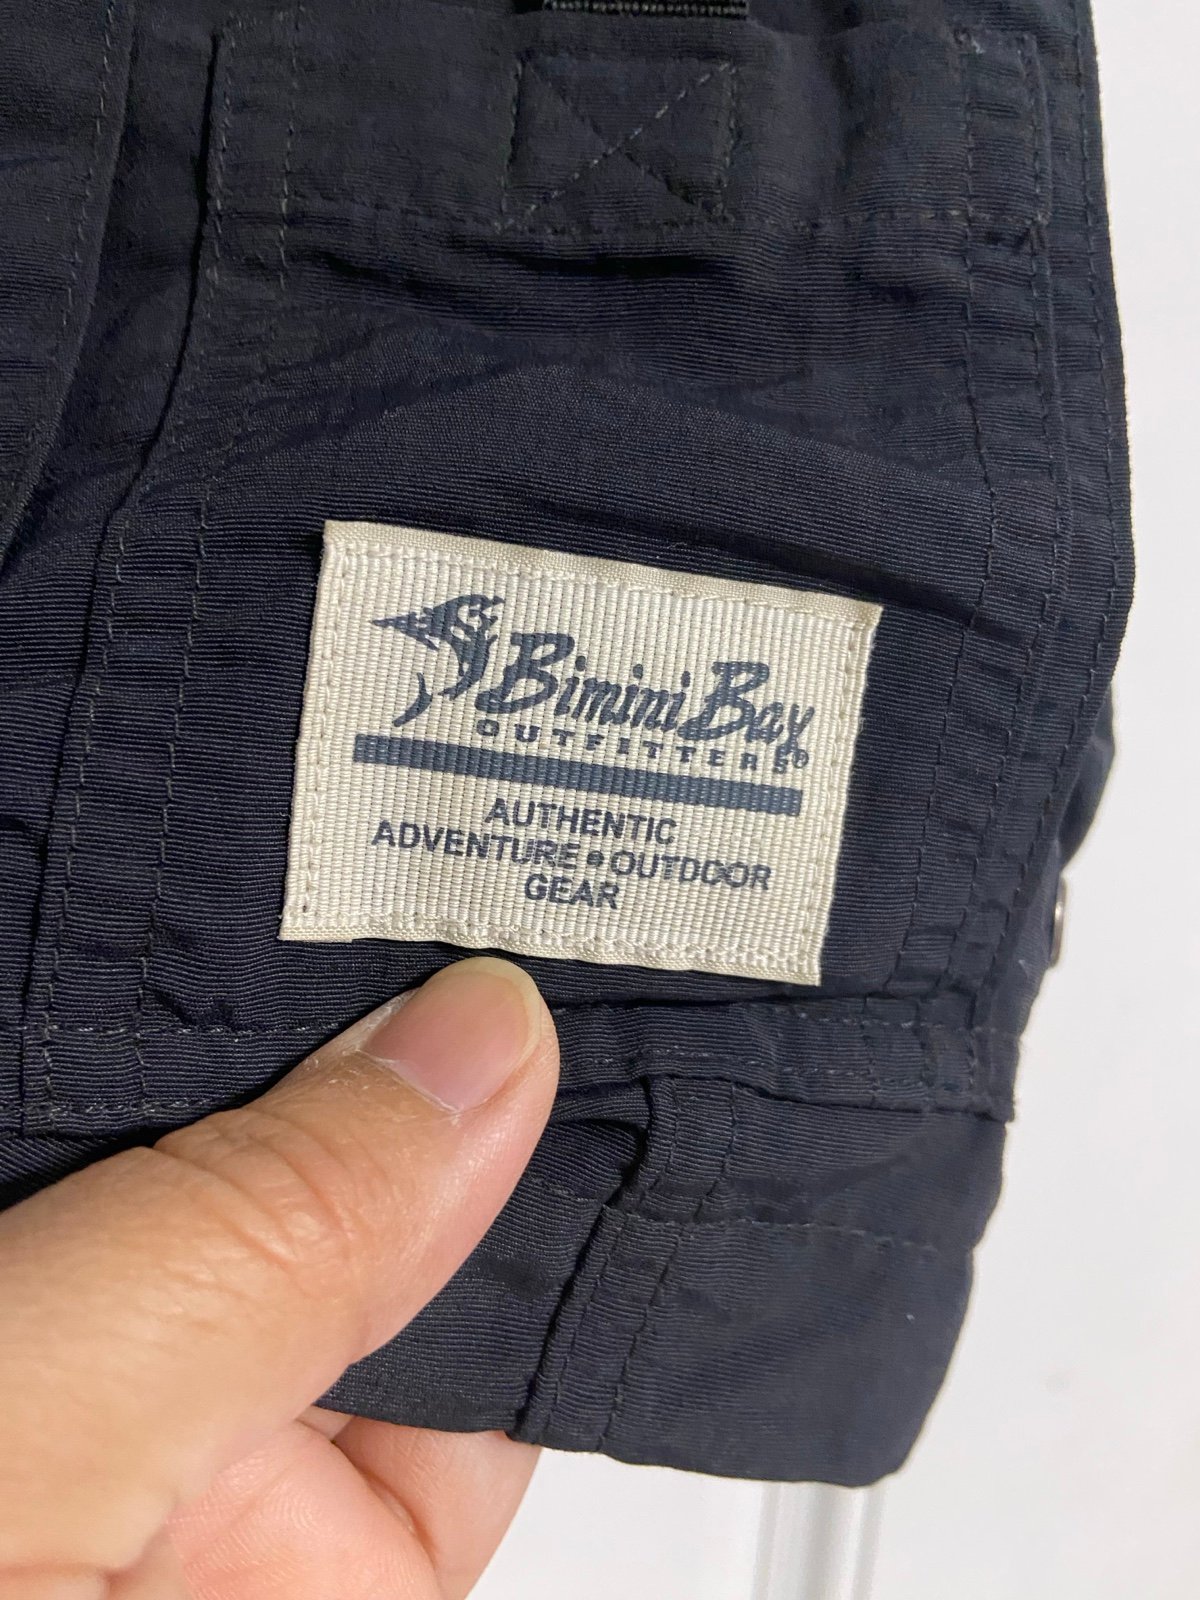 Bimini Bay
OUTFITTERS®
AUTHENTIC
ADVENTURE • OUTDOOR
GEAR